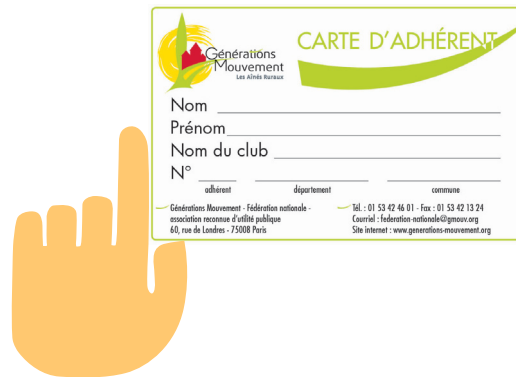 Générations
Mouvement
Les Aînés Ruraux
CARTE D'ADHÉRENT
Nom
Prénom
Nom du club
N°
adhérent département commune
Générations Mouvement - Fédération nationale -
association reconnue d'utilité publique
60, rue de Londres - 75008 Paris
Tél. : 01 53 42 46 01 - Fax : 01 53 42 13 24
Courriel : federation-nationale@gmouv.org
Site internet : www.generations-mouvement.org